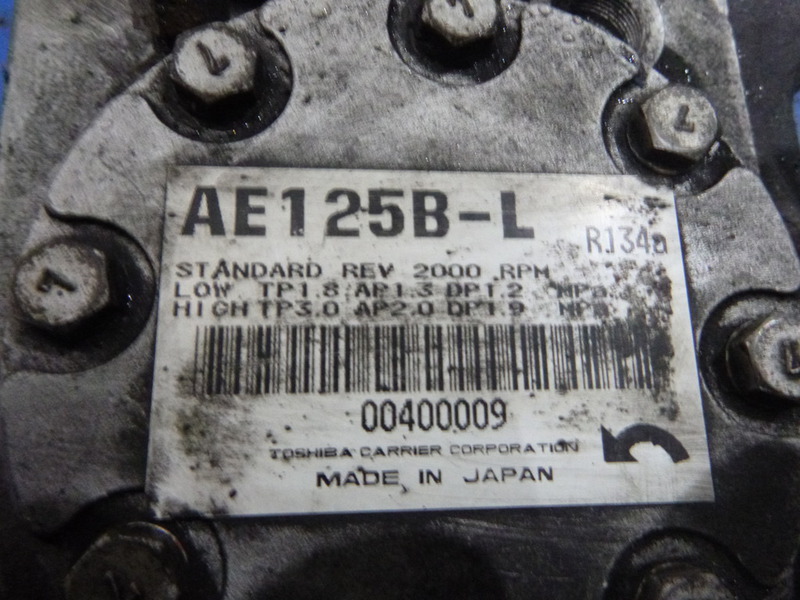 AE125B-L
R134a
STANDARD REV 2000 RPM
LOW TP1.8 AP1.3 DP1.2 MPa
HIGH TP3.0 AP2.0 DP1.9 MPa
00400009
TOSHIBA CARRIER CORPORATION
MADE IN JAPAN